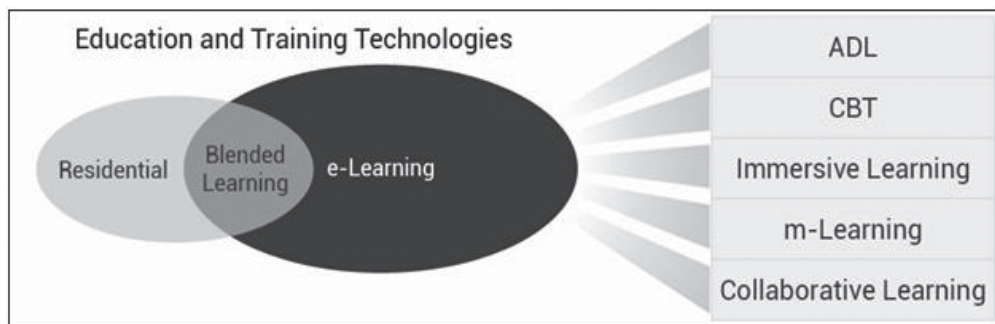 Education and Training Technologies
Residential
Blended
Learning
e-Learning
ADL
CBT
Immersive Learning
m-Learning
Collaborative Learning